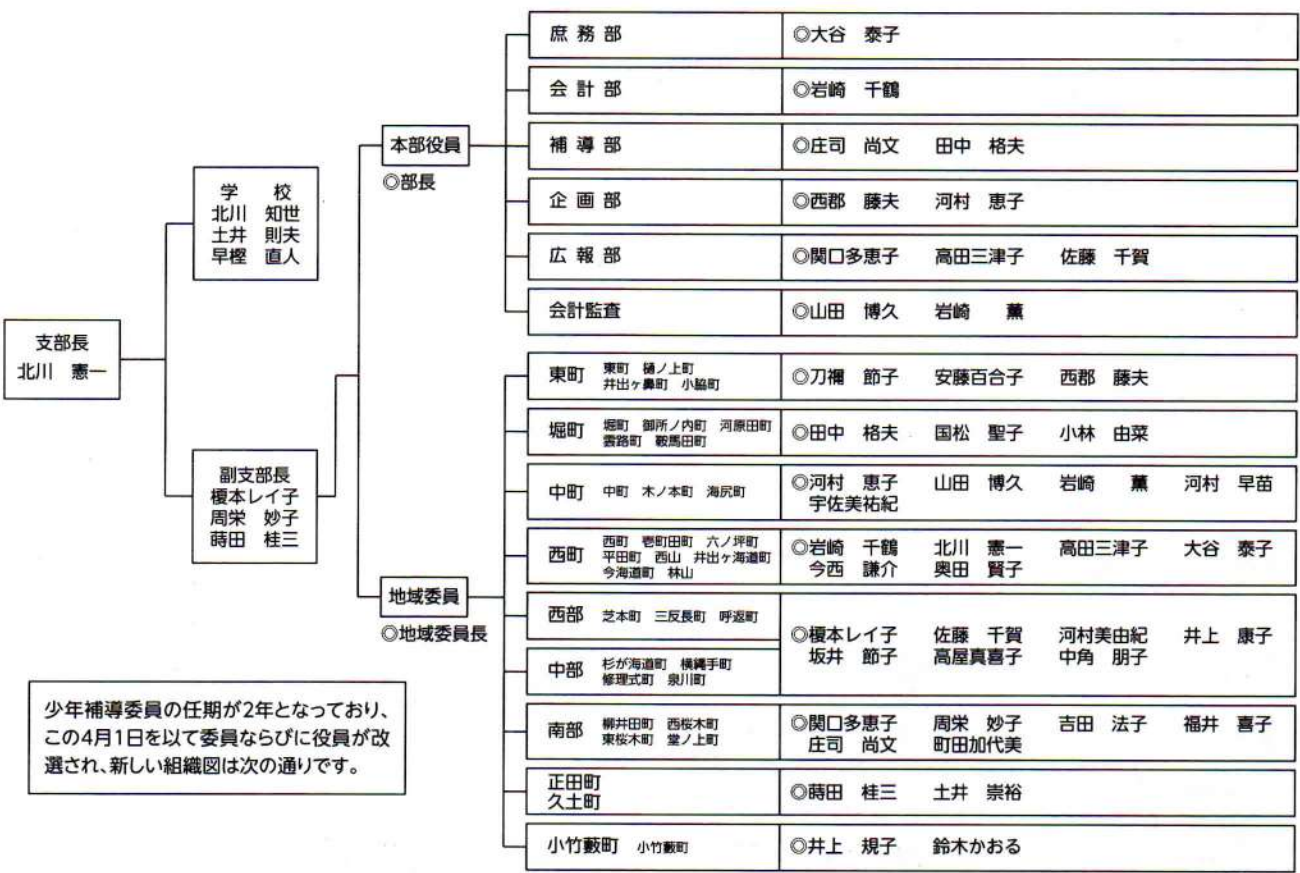 支部長
北川 憲一
学 校
北川 知世
土井 則夫
早樫 直人
副支部長
榎本レイ子
周栄 妙子
蒔田 桂三
本部役員
◎部長
庶務部 ◎大谷 泰子
会計部 ◎岩崎 千鶴
補導部 ◎庄司 尚文 田中 格夫
企画部 ◎西郡 藤夫 河村 恵子
広報部 ◎関口多恵子 高田三津子 佐藤 千賀
会計監査 ◎山田 博久 岩崎 薫
地域委員
◎地域委員長
東町 東町 樋ノ上町
井出ヶ鼻町 小脇町
◎刀禰 節子 安藤百合子 西郡 藤夫
堀町 堀町 御所ノ内町 河原田町
雲路町 鞍馬田町
◎田中 格夫 国松 聖子 小林 由菜
中町 中町 木ノ本町 海尻町
◎河村 恵子 山田 博久 岩崎 薫 河村 早苗
宇佐美祐紀
西町 西町 壱町田町 六ノ坪町
平田町 西山 井出ヶ海道町
今海道町 林山
◎岩崎 千鶴 北川 憲一 高田三津子 大谷 泰子
今西 謙介 奥田 賢子
西部 芝本町 三反長町 呼返町
中部 杉が海道町 横縄手町
修理式町 泉川町
◎榎本レイ子 佐藤 千賀 河村美由紀 井上 康子
坂井 節子 高屋真喜子 中角 朋子
南部 柳井田町 西桜木町
東桜木町 堂ノ上町
◎関口多恵子 周栄 妙子 吉田 法子 福井 喜子
庄司 尚文 町田加代美
正田町
久土町
◎蒔田 桂三 土井 崇裕
小竹藪町 小竹藪町
◎井上 規子 鈴木かおる
少年補導委員の任期が2年となっており、
この4月1日を以て委員ならびに役員が改
選され、新しい組織図は次の通りです。